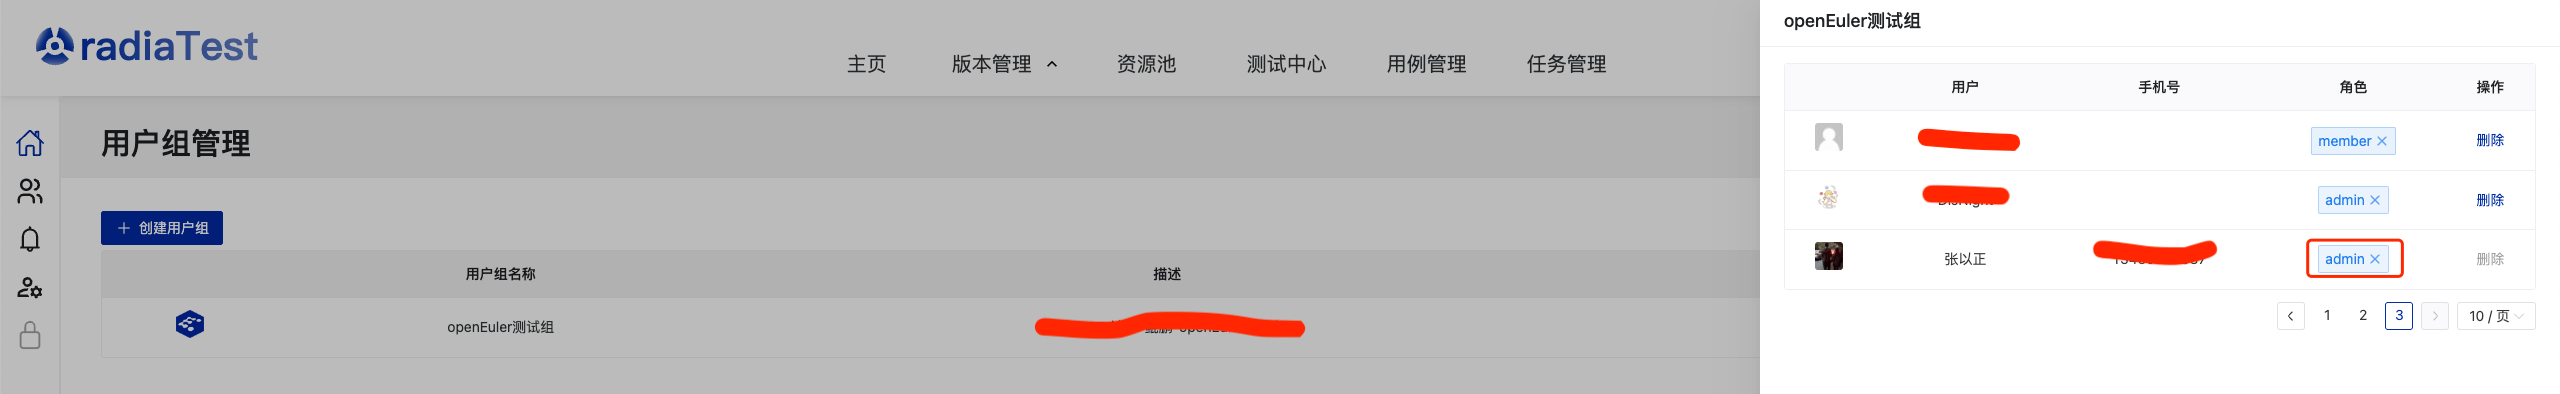 radiaTest
主页 版本管理 资源池 测试中心 用例管理 任务管理
用户组管理
创建用户组
用户组名称 描述
openEuler测试组
openEuler测试组
用户 手机号 角色 操作
member 删除
admin 删除
张以正 admin 删除
1 2 3 10 / 页